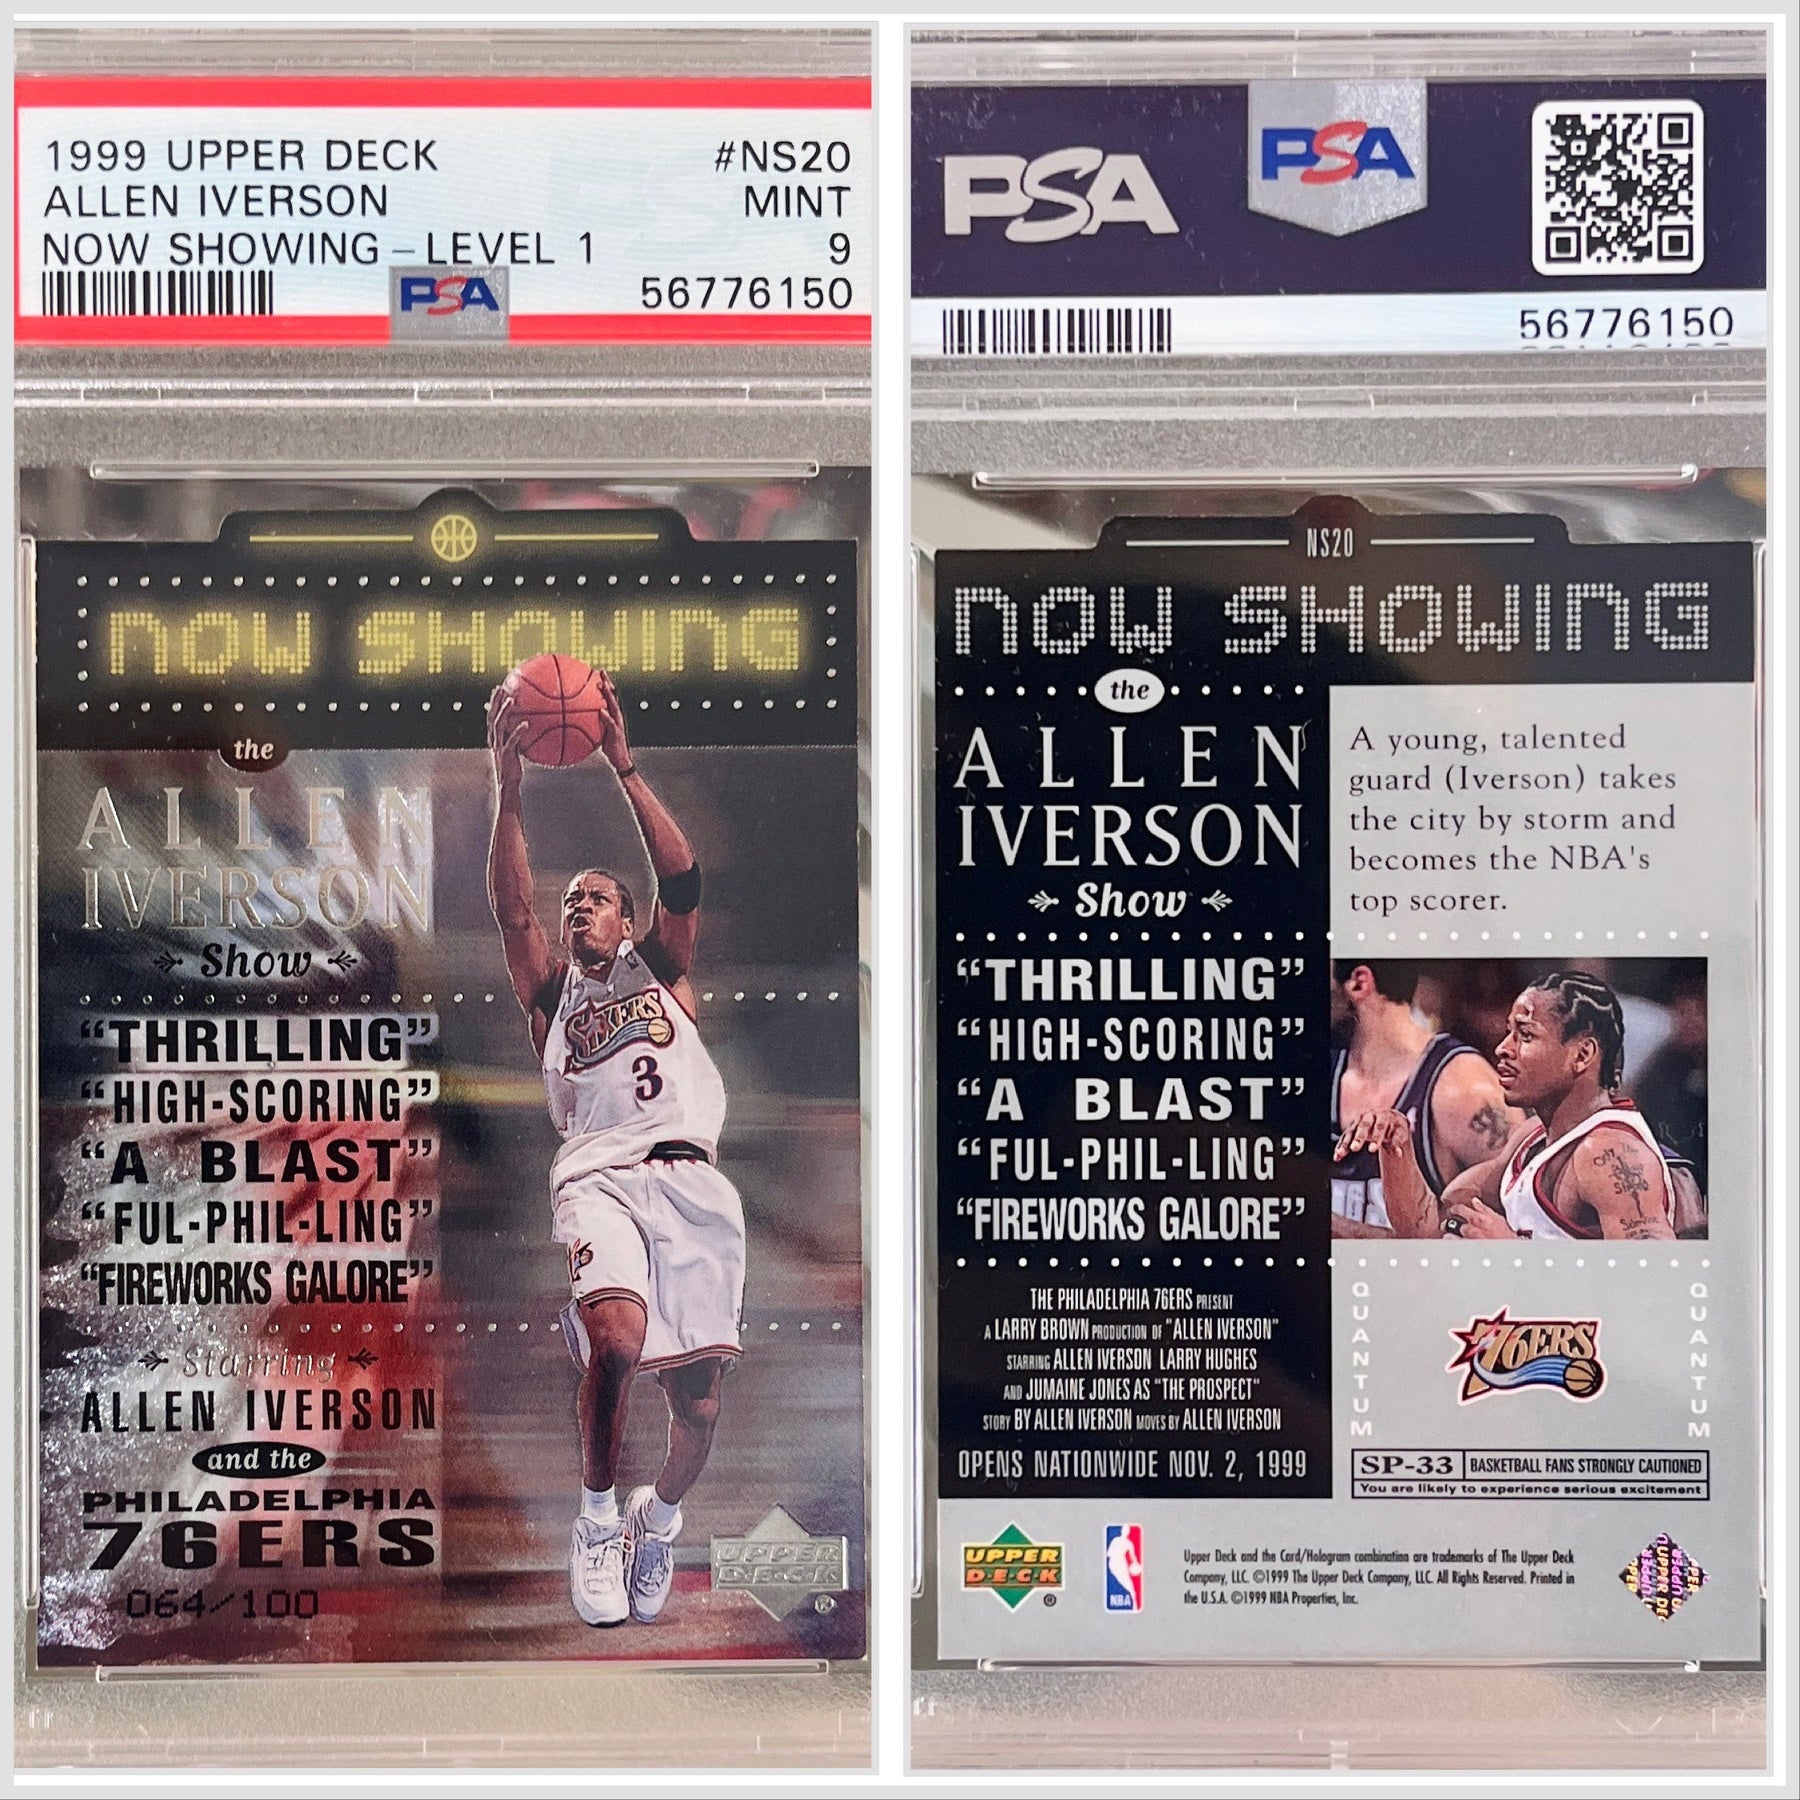 1999 UPPER DECK #NS20
ALLEN IVERSON MINT
NOW SHOWING–LEVEL 1 9
PSA 56776150
NOW SHOWING
the
ALLEN
IVERSON
Show
“THRILLING”
“HIGH-SCORING”
“A BLAST”
“FUL-PHIL-LING”
“FIREWORKS GALORE”
Starring
ALLEN IVERSON
and the
PHILADELPHIA
76ERS
064/100
SIXERS
3
UPPER
DECK
®
PSA
PSA
56776150
NS20
NOW SHOWING
the
ALLEN
IVERSON
Show
“THRILLING”
“HIGH-SCORING”
“A BLAST”
“FUL-PHIL-LING”
“FIREWORKS GALORE”
THE PHILADELPHIA 76ERS PRESENT
A LARRY BROWN PRODUCTION OF "ALLEN IVERSON"
STARRING ALLEN IVERSON LARRY HUGHES
AND JUMAINE JONES AS "THE PROSPECT"
STORY BY ALLEN IVERSON MOVES BY ALLEN IVERSON
OPENS NATIONWIDE NOV. 2, 1999
A young, talented
guard (Iverson) takes
the city by storm and
becomes the NBA's
top scorer.
QUANTUM
76ERS
QUANTUM
SP-33 BASKETBALL FANS STRONGLY CAUTIONED
You are likely to experience serious excitement
UPPER
DECK
®
NBA
Upper Deck and the Card/Hologram combination are trademarks of The Upper Deck
Company, LLC. ©1999 The Upper Deck Company, LLC. All Rights Reserved. Printed in
the U.S.A. ©1999 NBA Properties, Inc.